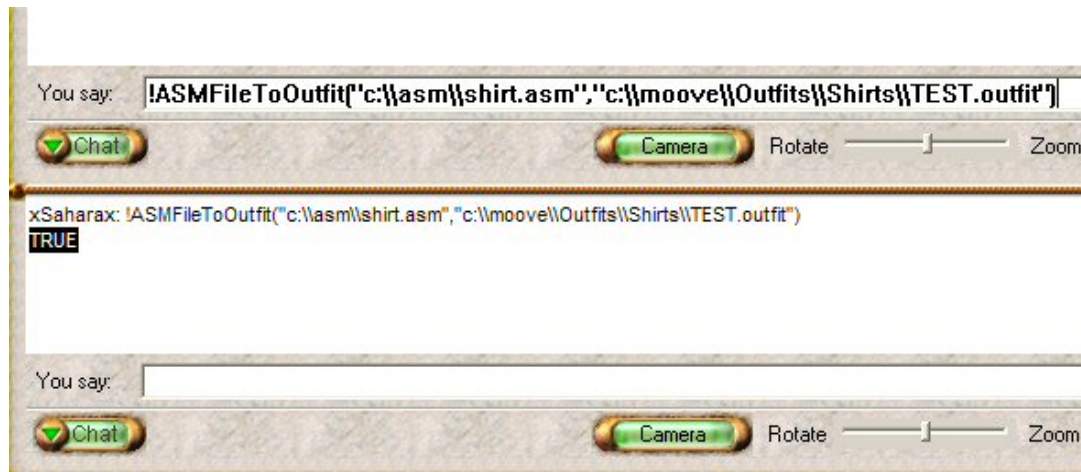 You say: !ASMFileToOutfit("c:\\asm\\shirt.asm","c:\\moove\\Outfits\\Shirts\\TEST.outfit")
Chat Camera Rotate Zoom
xSaharax: !ASMFileToOutfit("c:\\asm\\shirt.asm","c:\\moove\\Outfits\\Shirts\\TEST.outfit")
TRUE
You say:
Chat Camera Rotate Zoom